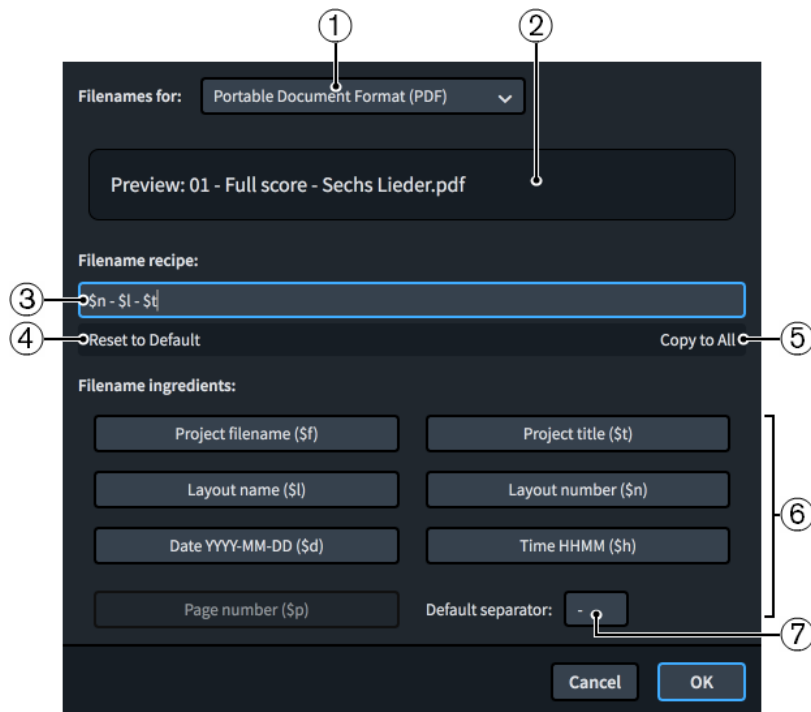 ① ②
Filenames for: Portable Document Format (PDF)
Preview: 01 - Full score - Sechs Lieder.pdf
Filename recipe:
③ $n - $l - $t
④ Reset to Default Copy to All ⑤
Filename ingredients:
Project filename ($f) Project title ($t)
Layout name ($l) Layout number ($n)
⑥
Date YYYY-MM-DD ($d) Time HHMM ($h)
Page number ($p) Default separator: -
⑦
Cancel OK